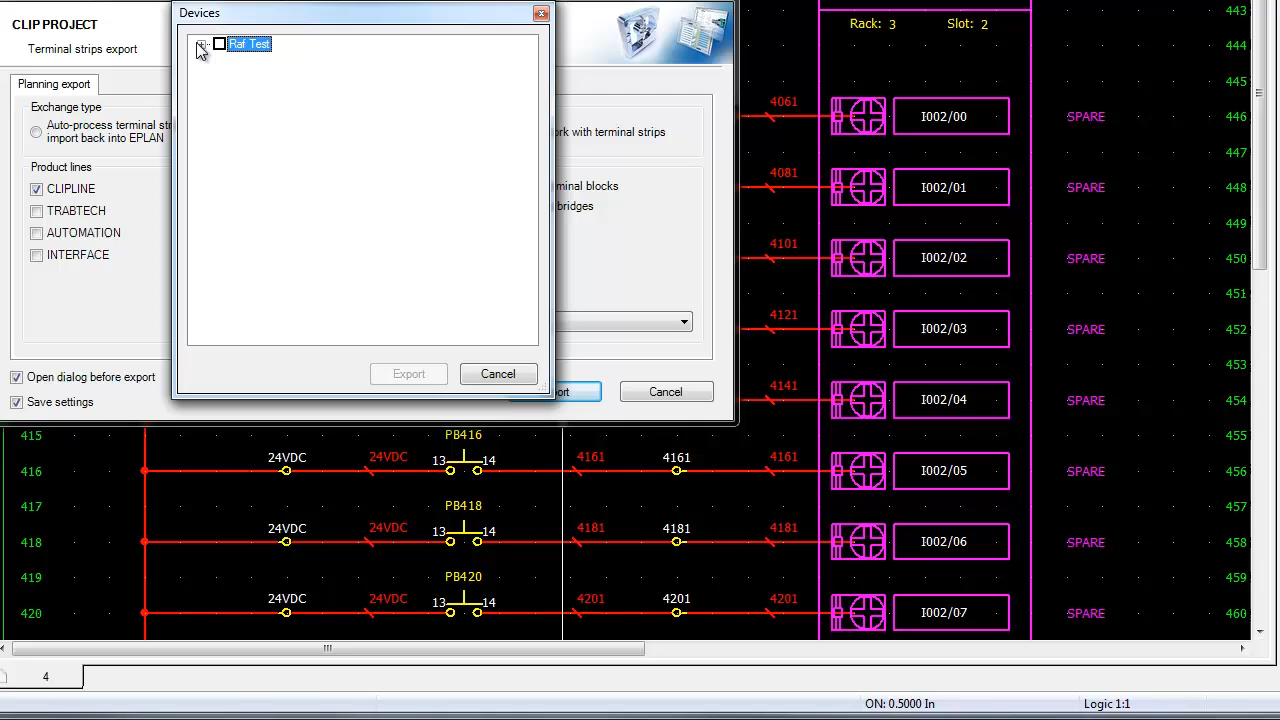 CLIP PROJECT
Terminal strips export
Devices
Raf Test
Planning export
Exchange type
Auto-process terminal str
import back into EPLAN
Product lines
CLIPLINE
TRABTECH
AUTOMATION
INTERFACE
ork with terminal strips
minal blocks
bridges
Export
Cancel
Open dialog before export
Save settings
ort
Cancel
Rack: 3
Slot: 2
443
444
445
4061
I002/00
SPARE
446
447
4081
I002/01
SPARE
448
449
4101
I002/02
SPARE
450
451
4121
I002/03
SPARE
452
453
4141
I002/04
SPARE
454
415
PB416
455
416
24VDC
24VDC
13
14
4161
4161
4161
I002/05
SPARE
456
417
PB418
457
418
24VDC
24VDC
13
14
4181
4181
4181
I002/06
SPARE
458
419
PB420
459
420
24VDC
24VDC
13
14
4201
4201
4201
I002/07
SPARE
460
4
ON: 0.5000 In
Logic 1:1